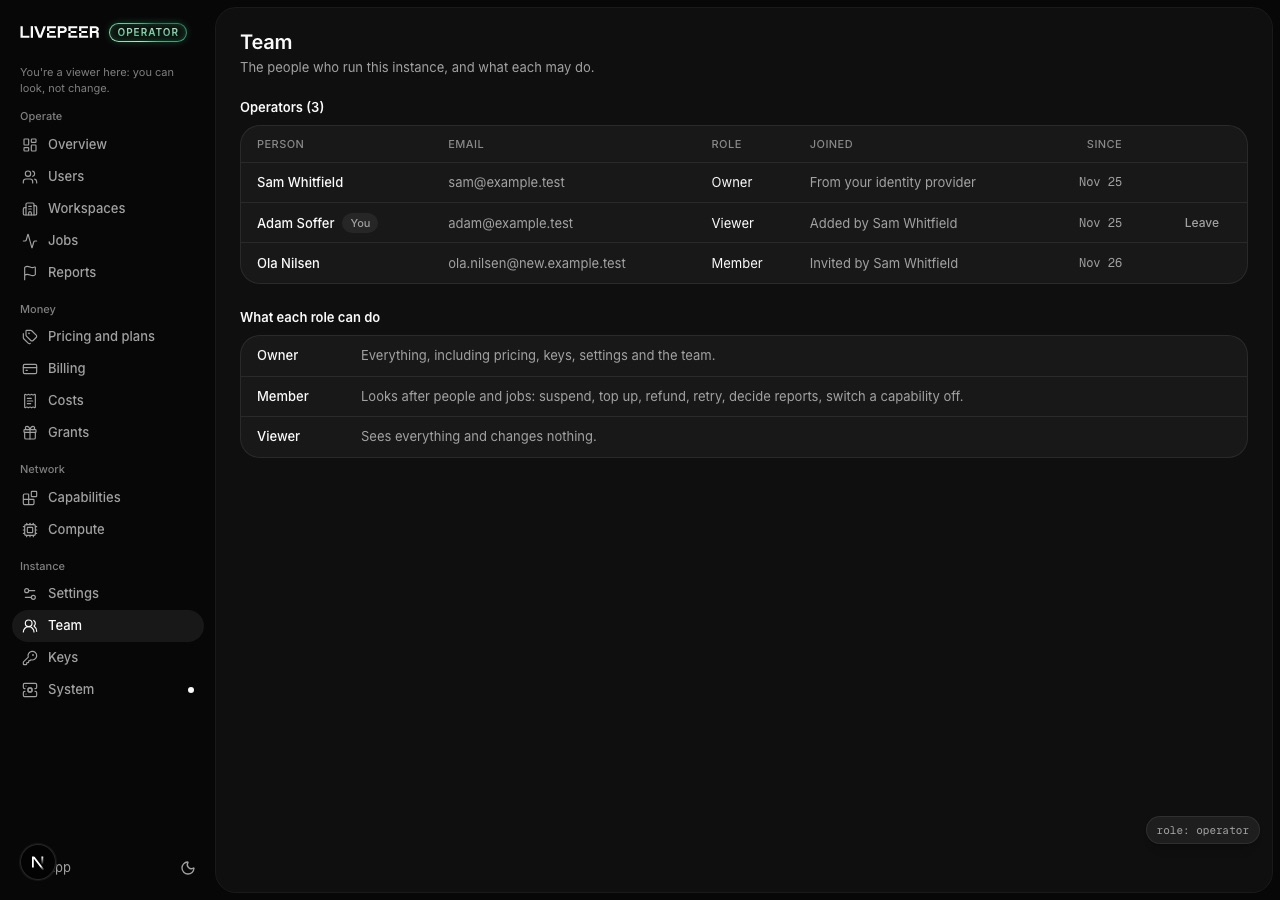 LIVEPEER OPERATOR
You're a viewer here: you can
look, not change.
Operate
Overview
Users
Workspaces
Jobs
Reports
Money
Pricing and plans
Billing
Costs
Grants
Network
Capabilities
Compute
Instance
Settings
Team
Keys
System
Team
The people who run this instance, and what each may do.
Operators (3)
PERSON EMAIL ROLE JOINED SINCE
Sam Whitfield sam@example.test Owner From your identity provider Nov 25
Adam Soffer You adam@example.test Viewer Added by Sam Whitfield Nov 25 Leave
Ola Nilsen ola.nilsen@new.example.test Member Invited by Sam Whitfield Nov 26
What each role can do
Owner Everything, including pricing, keys, settings and the team.
Member Looks after people and jobs: suspend, top up, refund, retry, decide reports, switch a capability off.
Viewer Sees everything and changes nothing.
role: operator
N